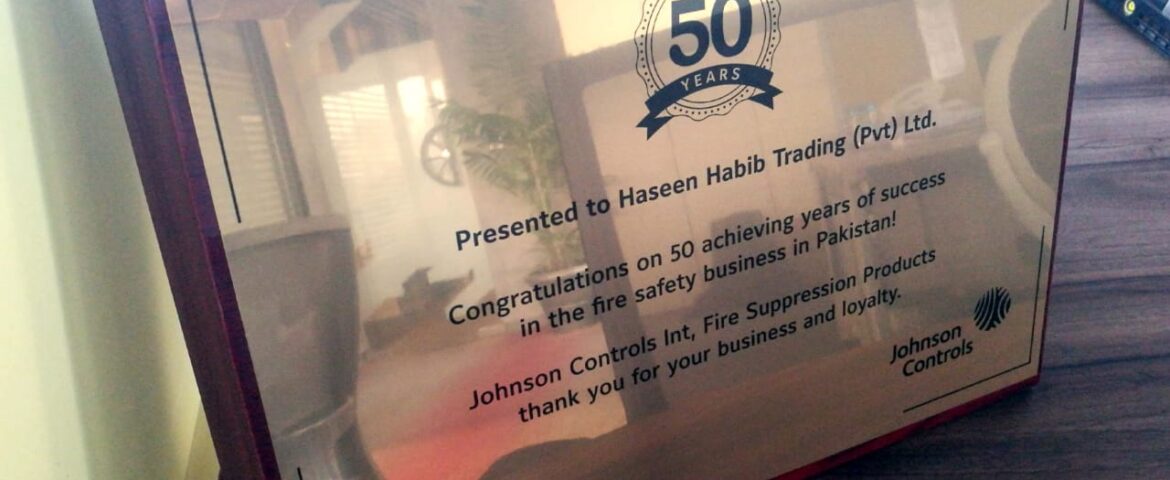 50
YEARS
Presented to Haseen Habib Trading (Pvt) Ltd.
Congratulations on 50 achieving years of success
in the fire safety business in Pakistan!
Johnson Controls Int, Fire Suppression Products
thank you for your business and loyalty.
Johnson
Controls